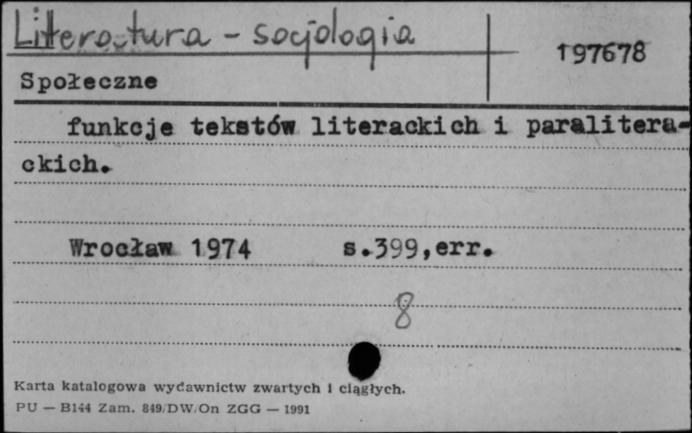 Literatura - socjologia
197678
Społeczne
funkcje tekstów literackich i paralitera-
ckich.
Wrocław 1974 s.399,err.
8
Karta katalogowa wydawnictw zwartych i ciągłych.
PU — B144 Zam. 849/DW/On ZGG — 1991